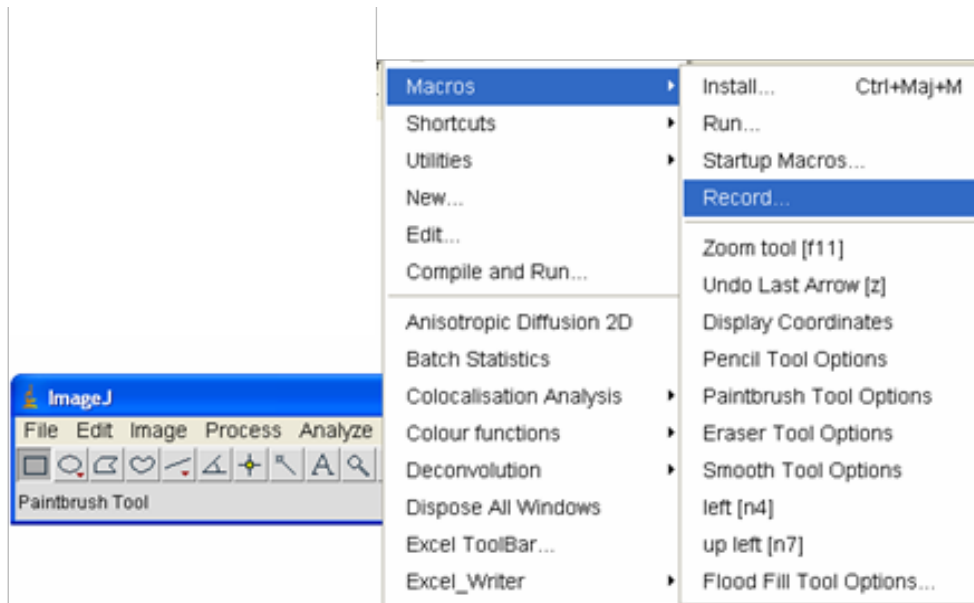 Macros
Shortcuts
Utilities
New...
Edit...
Compile and Run...
Anisotropic Diffusion 2D
Batch Statistics
Colocalisation Analysis
Colour functions
Deconvolution
Dispose All Windows
Excel ToolBar...
Excel_Writer
Install... Ctrl+Maj+M
Run...
Startup Macros...
Record...
Zoom tool [f11]
Undo Last Arrow [z]
Display Coordinates
Pencil Tool Options
Paintbrush Tool Options
Eraser Tool Options
Smooth Tool Options
left [n4]
up left [n7]
Flood Fill Tool Options...
ImageJ
File Edit Image Process Analyze
A
Paintbrush Tool